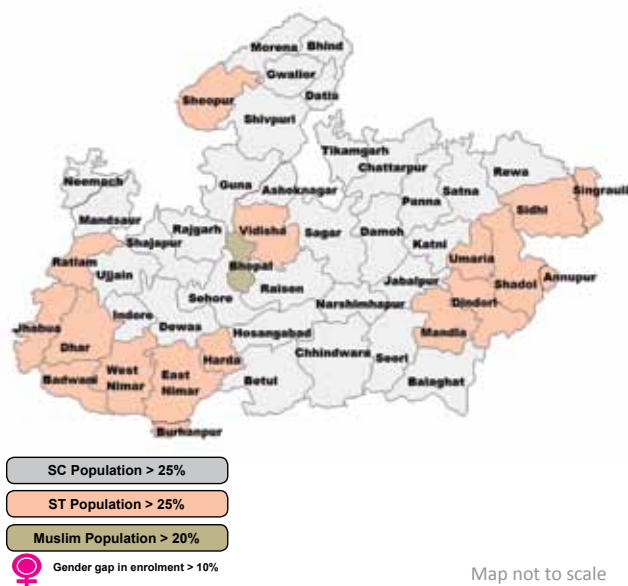 Morena Bhind
Gwalior
Datia
Sheopur
Shivpuri
Tikamgarh
Chattarpur
Rewa
Neemach
Guna
Ashoknagar
Panna
Satna
Singrauli
Sidhi
Mandsaur
Rajgarh
Vidisha
Sagar
Damoh
Katni
Shajapur
Umaria
Ratlam
Ujjain
Bhopal
Raisen
Jabalpur
Shadol
Annupur
Sehore
Narshimhapur
Dindori
Jhabua
Indore
Dewas
Hosangabad
Mandla
Dhar
Harda
Chhindwara
Seori
Badwani
West
Nimar
East
Nimar
Betul
Balaghat
Burhanpur
SC Population > 25%
ST Population > 25%
Muslim Population > 20%
Gender gap in enrolment > 10%
Map not to scale